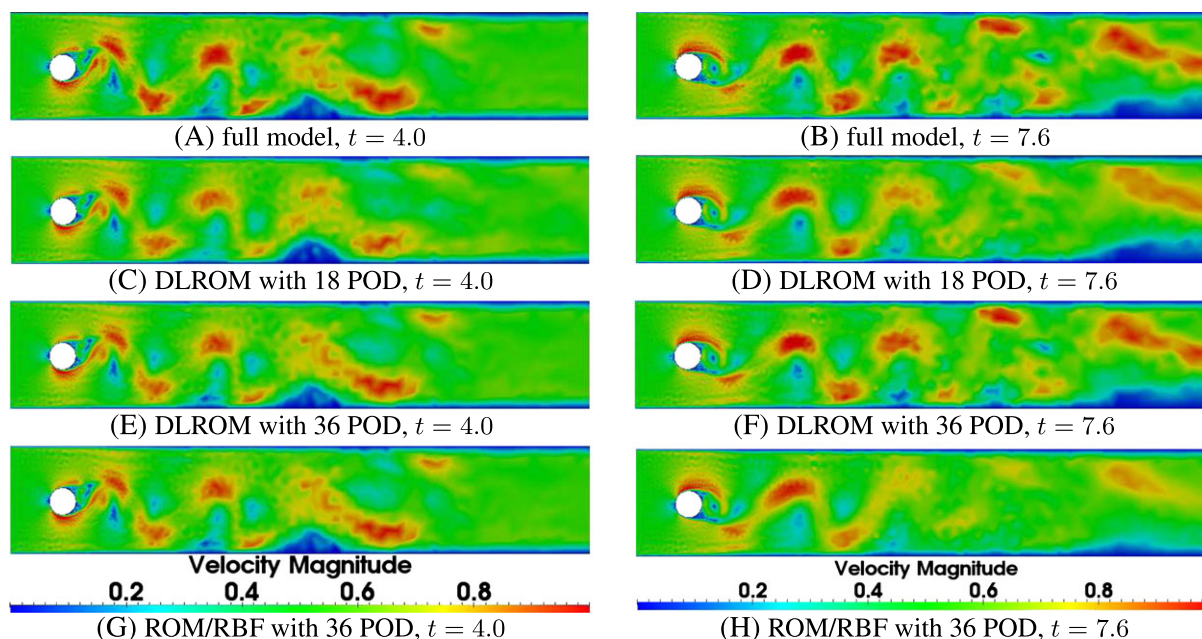 (A) full model, t = 4.0
(B) full model, t = 7.6
(C) DLROM with 18 POD, t = 4.0
(D) DLROM with 18 POD, t = 7.6
(E) DLROM with 36 POD, t = 4.0
(F) DLROM with 36 POD, t = 7.6
Velocity Magnitude
0.2 0.4 0.6 0.8
Velocity Magnitude
0.2 0.4 0.6 0.8
(G) ROM/RBF with 36 POD, t = 4.0
(H) ROM/RBF with 36 POD, t = 7.6